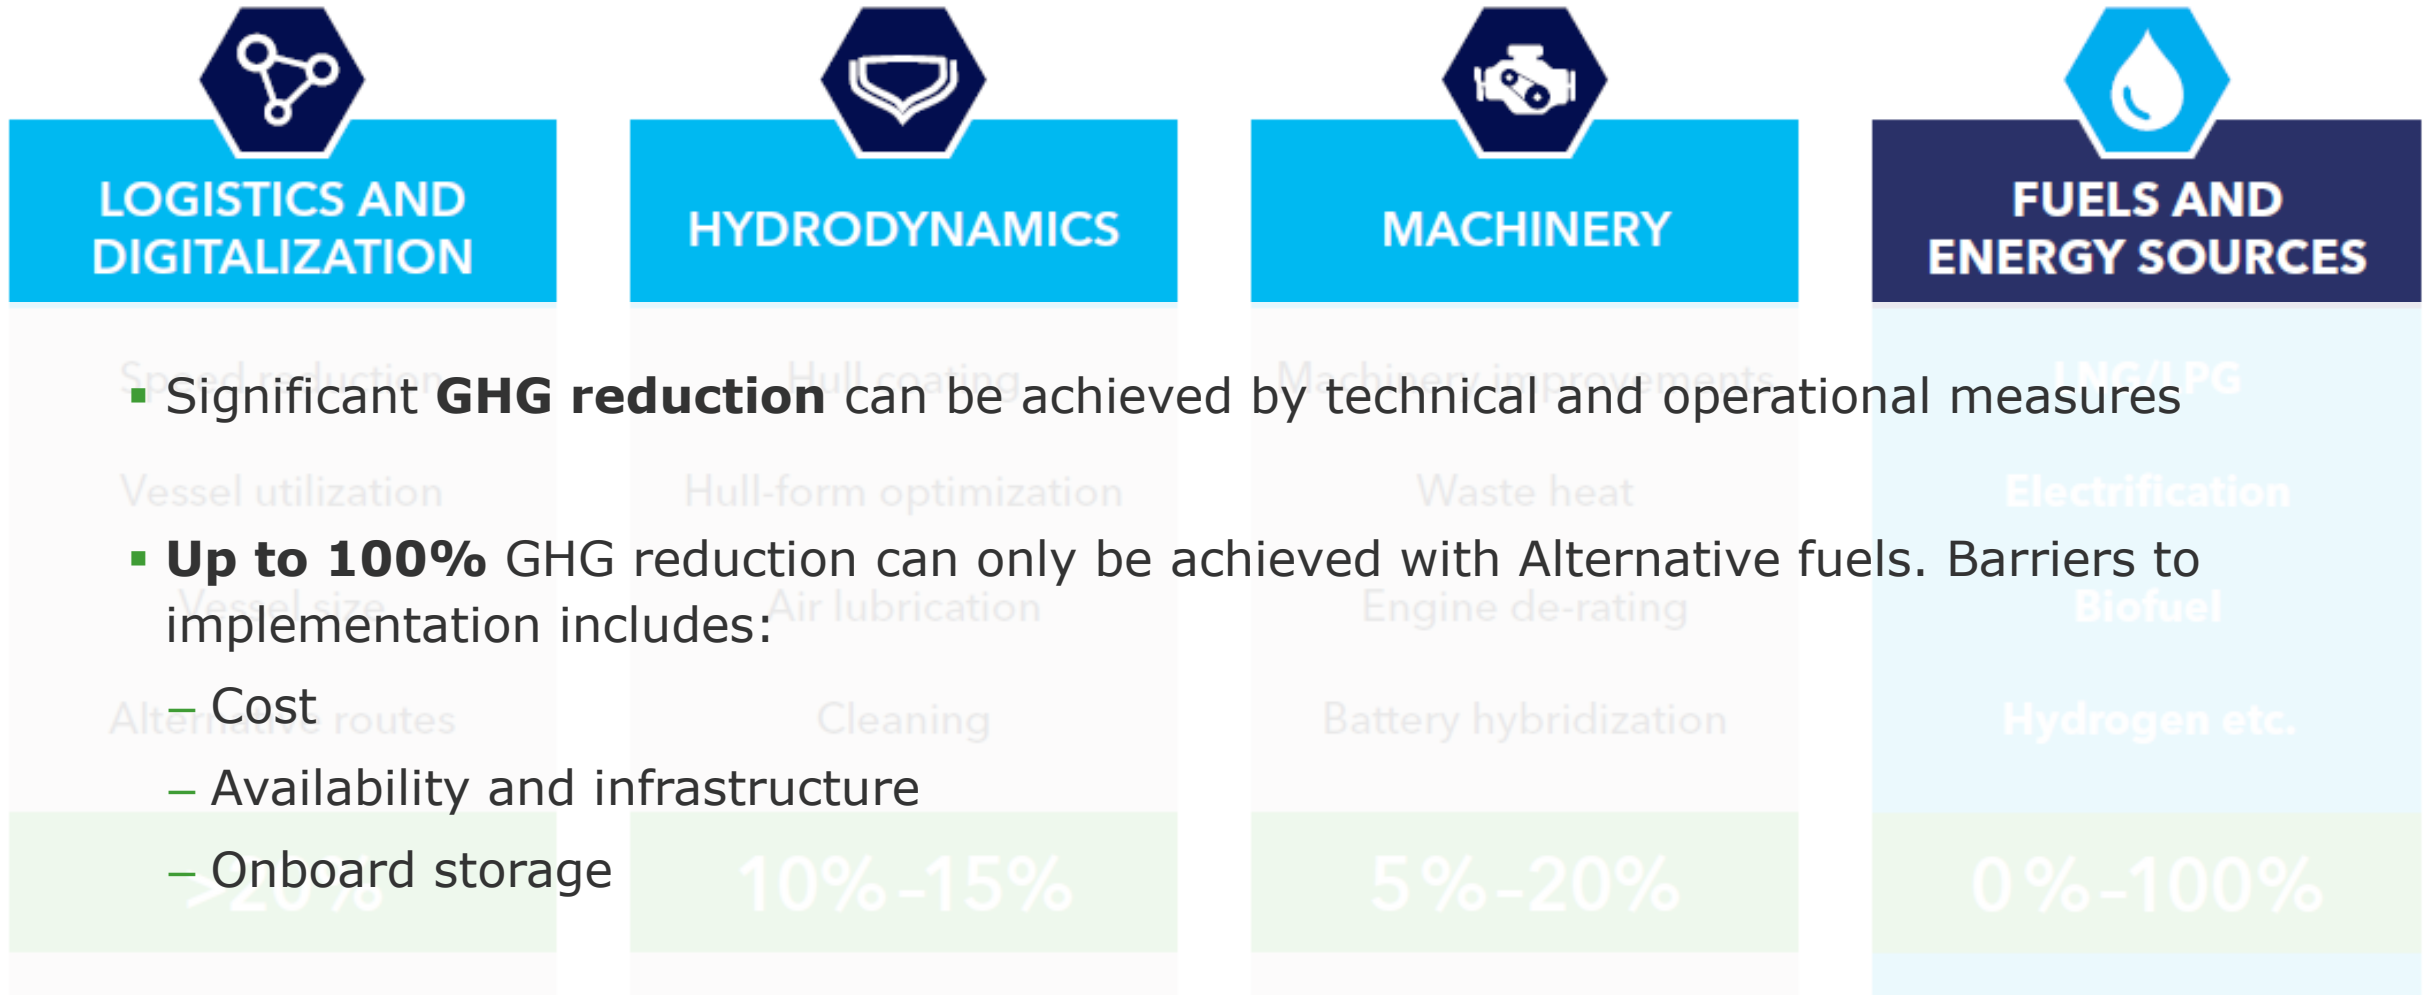 LOGISTICS AND
DIGITALIZATION
HYDRODYNAMICS
MACHINERY
FUELS AND
ENERGY SOURCES
Speed reduction
Hull coating
Machinery improvements
LNG/LPG
▪ Significant GHG reduction can be achieved by technical and operational measures
Vessel utilization
Hull-form optimization
Waste heat
Electrification
▪ Up to 100% GHG reduction can only be achieved with Alternative fuels. Barriers to
implementation includes:
Vessel size
Air lubrication
Engine de-rating
Biofuel
– Cost
Alternative routes
Cleaning
Battery hybridization
Hydrogen etc.
– Availability and infrastructure
– Onboard storage
>20%
10%–15%
5%–20%
0%–100%